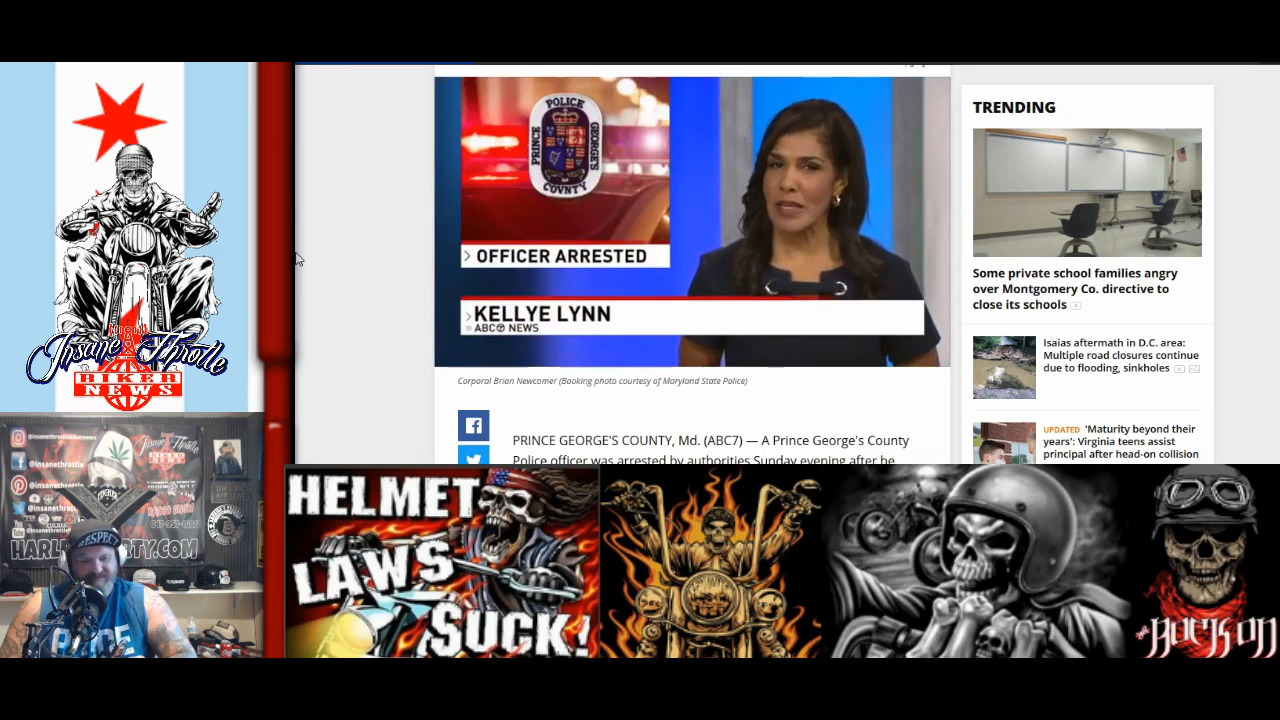 POLICE
PRINCE
GEORGE'S
COUNTY
OFFICER ARRESTED
KELLYE LYNN
ABC7 NEWS
Corporal Brian Newcomer (Booking photo courtesy of Maryland State Police)
PRINCE GEORGE'S COUNTY, Md. (ABC7) — A Prince George's County
Police officer was arrested by authorities Sunday evening after he
TRENDING
Some private school families angry
over Montgomery Co. directive to
close its schools
Isaias aftermath in D.C. area:
Multiple road closures continue
due to flooding, sinkholes
UPDATED 'Maturity beyond their
years': Virginia teens assist
principal after head-on collision
Insane Throttle
BIKER
NEWS
@insanethrottlebikernews
@insanethrottle
RESPECT
HELMET
LAWS
SUCK!
ROCK ON